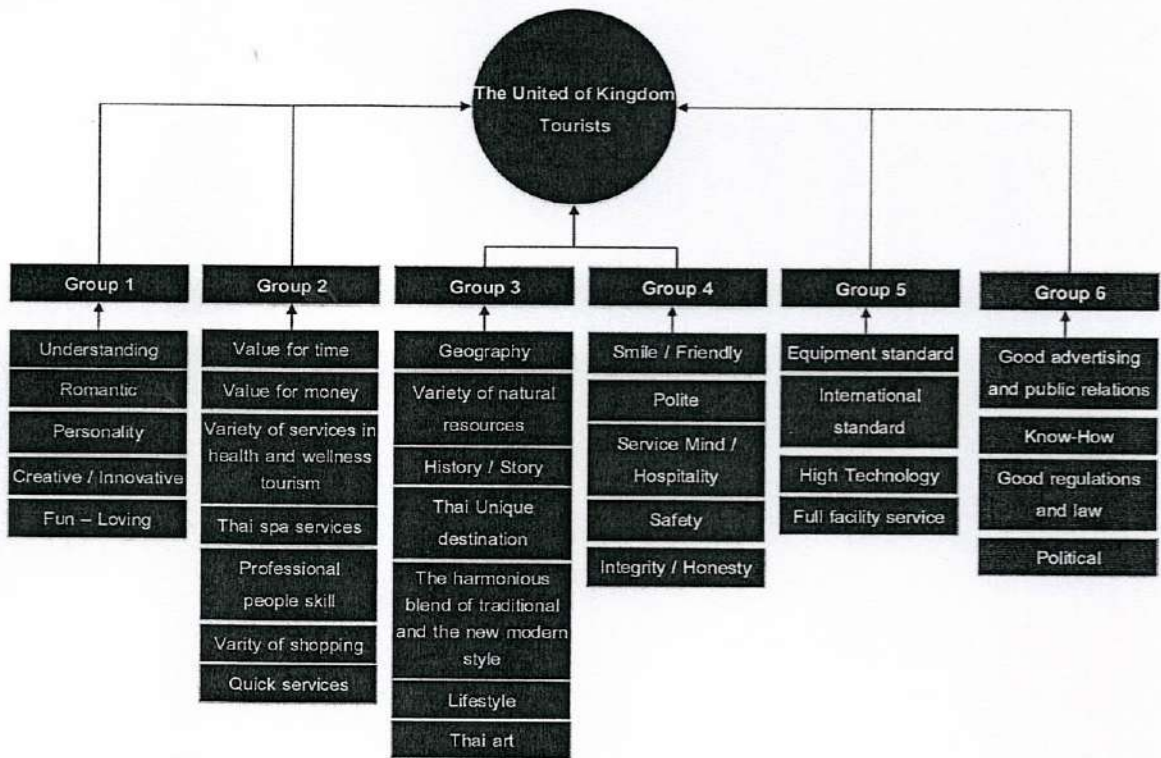 The United of Kingdom
Tourists
Group 1
Understanding
Romantic
Personality
Creative / Innovative
Fun – Loving
Group 2
Value for time
Value for money
Variety of services in
health and wellness
tourism
Thai spa services
Professional
people skill
Varity of shopping
Quick services
Group 3
Geography
Variety of natural
resources
History / Story
Thai Unique
destination
The harmonious
blend of traditional
and the new modern
style
Lifestyle
Thai art
Group 4
Smile / Friendly
Polite
Service Mind /
Hospitality
Safety
Integrity / Honesty
Group 5
Equipment standard
International
standard
High Technology
Full facility service
Group 6
Good advertising
and public relations
Know-How
Good regulations
and law
Political